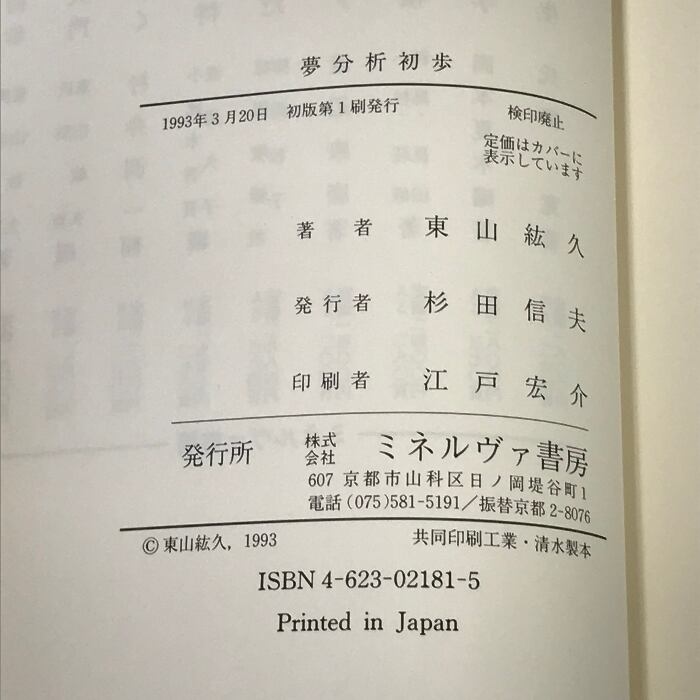 夢分析初歩
1993年3月20日 初版第1刷発行 検印廃止
定価はカバーに
表示しています
著者 東山紘久
発行者 杉田信夫
印刷者 江戸宏介
発行所 株式会社 ミネルヴァ書房
607 京都市山科区日ノ岡堤谷町1
電話(075)581-5191/振替京都2-8076
©東山紘久, 1993 共同印刷工業・清水製本
ISBN4-623-02181-5
Printed in Japan